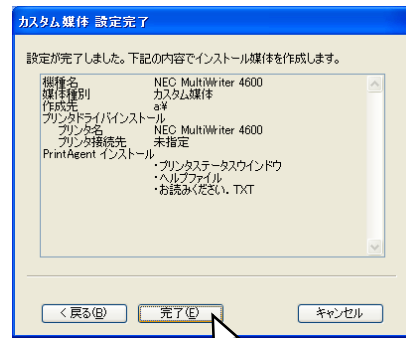 カスタム媒体 設定完了
設定が完了しました。下記の内容でインストール媒体を作成します。
機種名 NEC MultiWriter 4600
媒体種別 カスタム媒体
作成先 a:¥
プリンタドライバインストール
プリンタ名 NEC MultiWriter 4600
プリンタ接続先 未指定
PrintAgent インストール
・プリンタステータスウインドウ
・ヘルプファイル
・お読みください.TXT
< 戻る(B) 完了(E) キャンセル